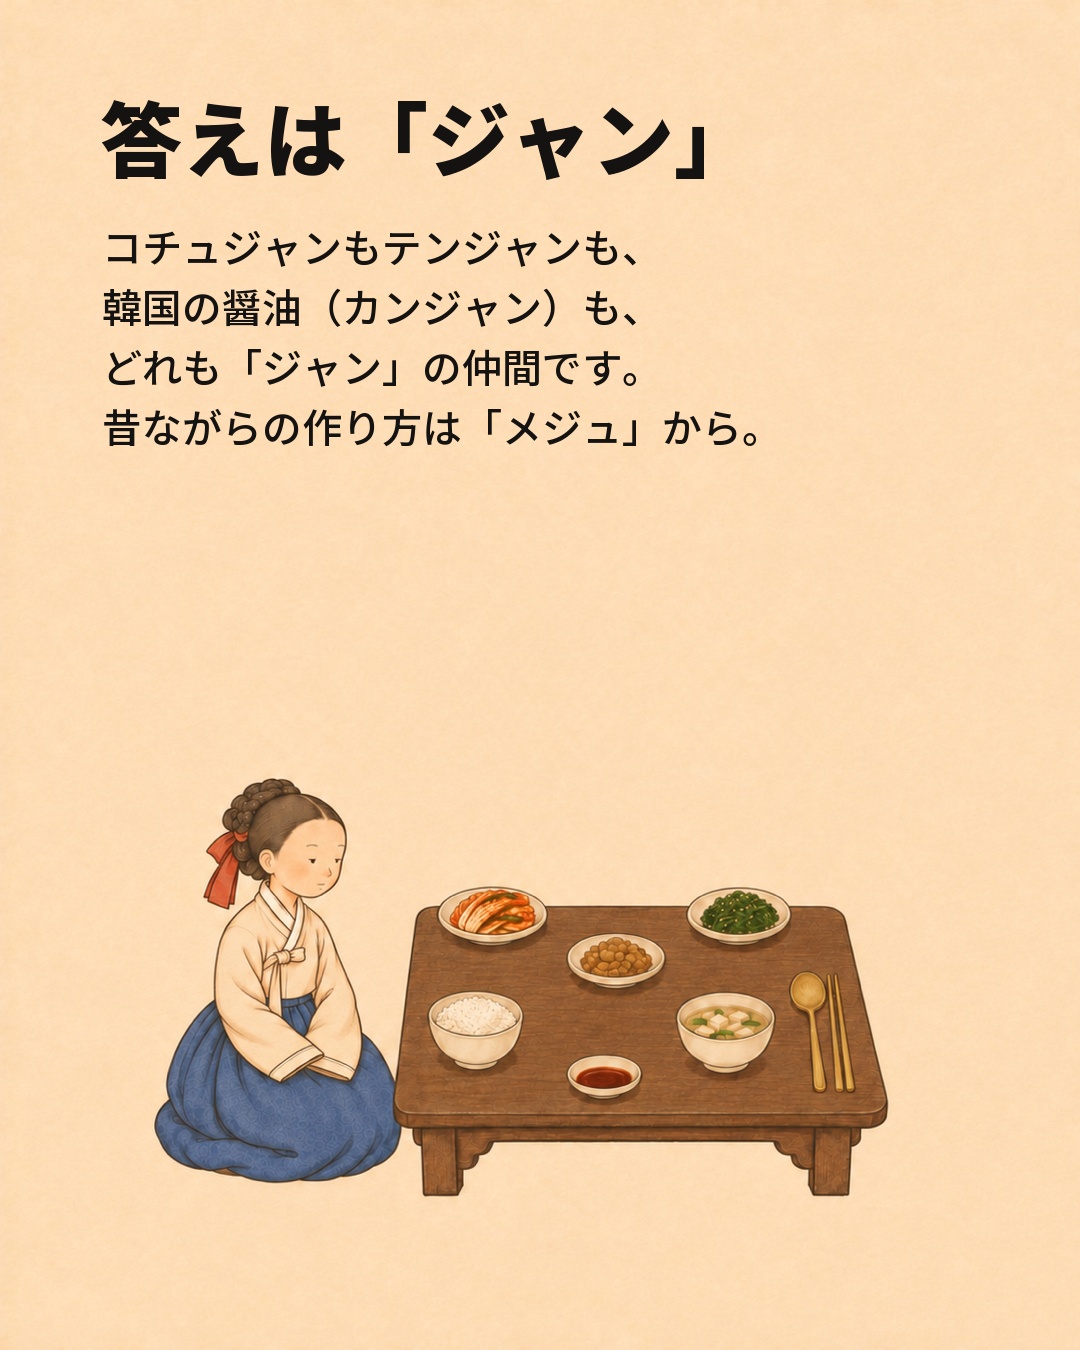 答えは「ジャン」
コチュジャンもテンジャンも、
韓国の醤油（カンジャン）も、
どれも「ジャン」の仲間です。
昔ながらの作り方は「メジュ」から。